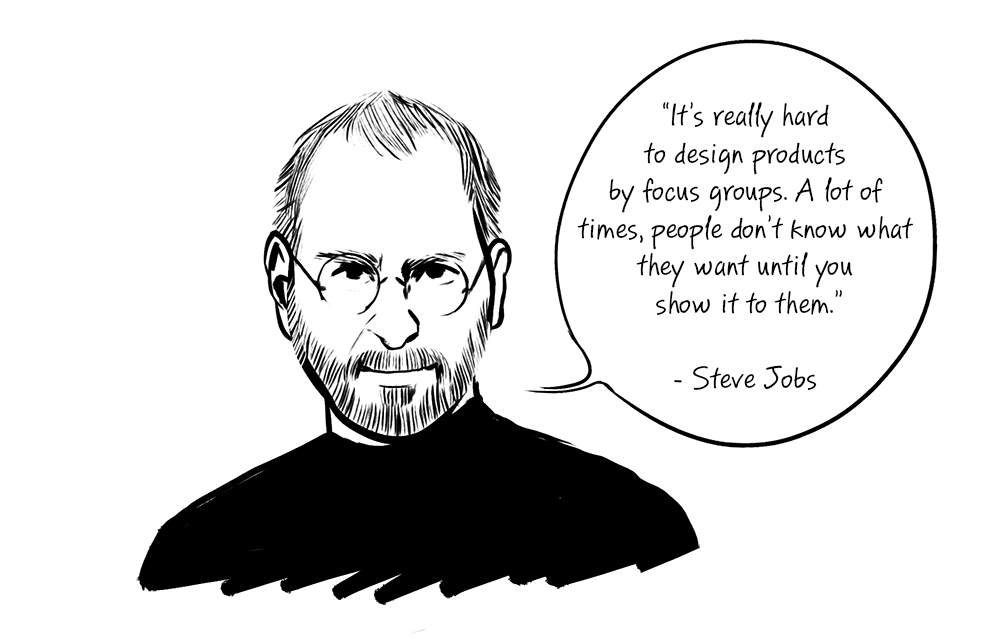 “It’s really hard
to design products
by focus groups. A lot of
times, people don’t know what
they want until you
show it to them.”
- Steve Jobs